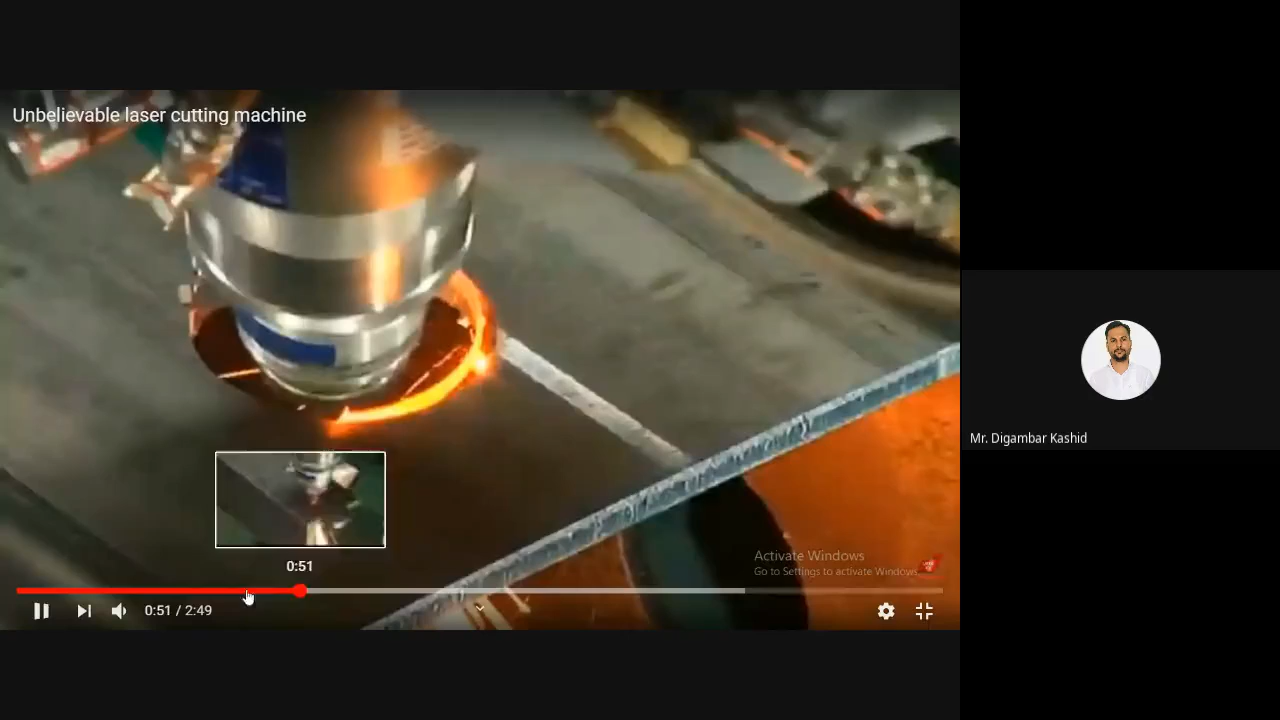 Unbelievable laser cutting machine
Mr. Digambar Kashid
Activate Windows
Go to Settings to activate Windows.
0:51
0:51 / 2:49